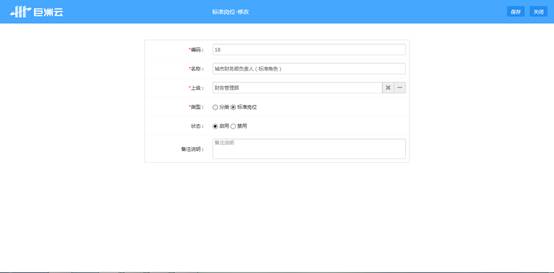 巨洲云
标准岗位-修改
保存 关闭
*编码： 18
*名称： 城市财务部负责人（标准角色）
*上级： 财务管理部
*类型： 分类 标准岗位
状态： 启用 禁用
备注说明： 备注说明